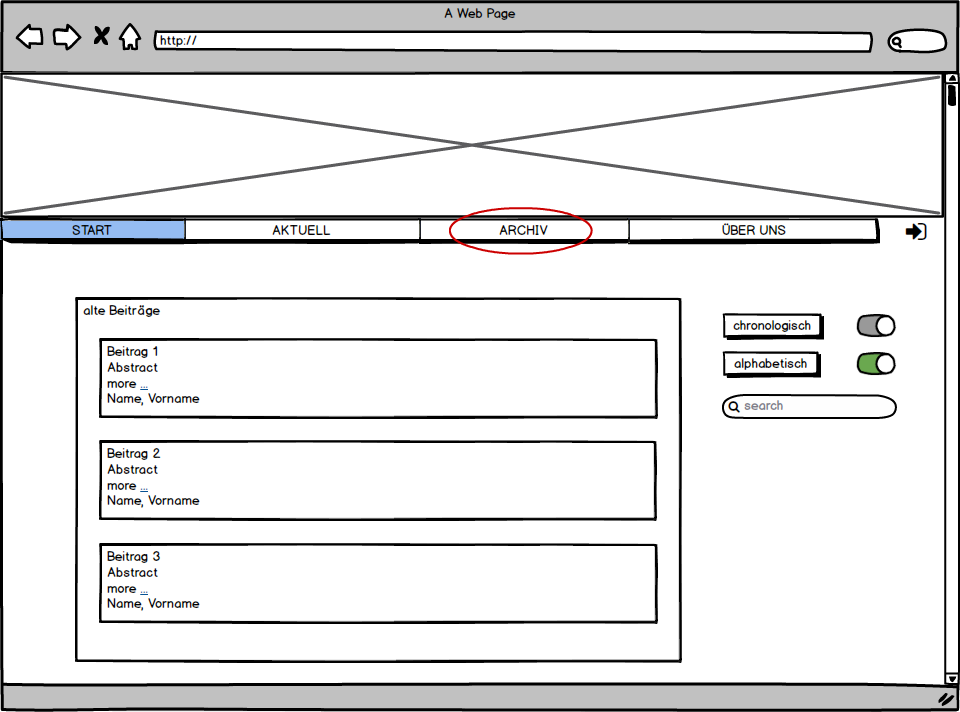 A Web Page
http://
START AKTUELL ARCHIV ÜBER UNS
alte Beiträge
Beitrag 1
Abstract
more ...
Name, Vorname
Beitrag 2
Abstract
more ...
Name, Vorname
Beitrag 3
Abstract
more ...
Name, Vorname
chronologisch
alphabetisch
search